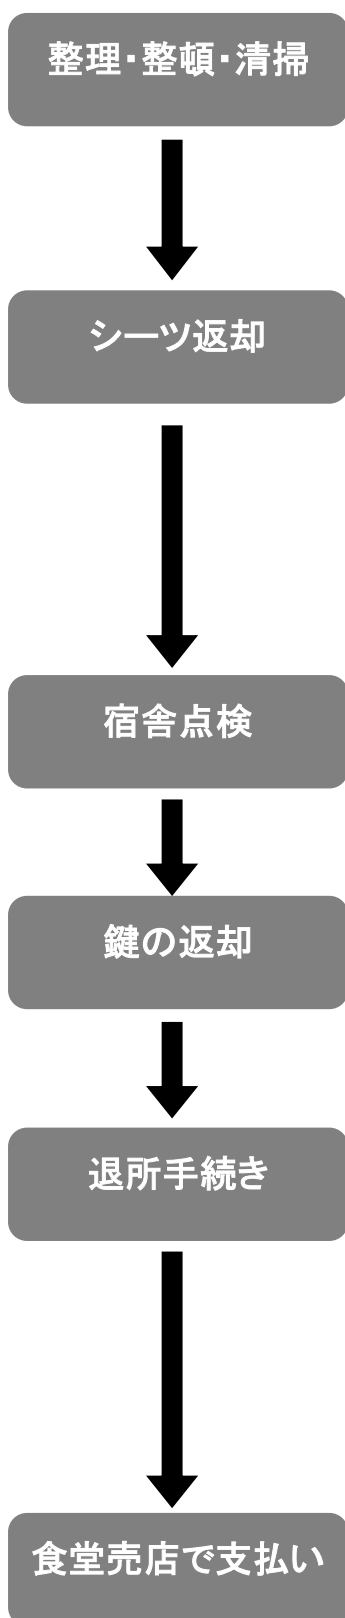 整理・整頓・清掃
シーツ返却
宿舎点検
鍵の返却
退所手続き
食堂売店で支払い